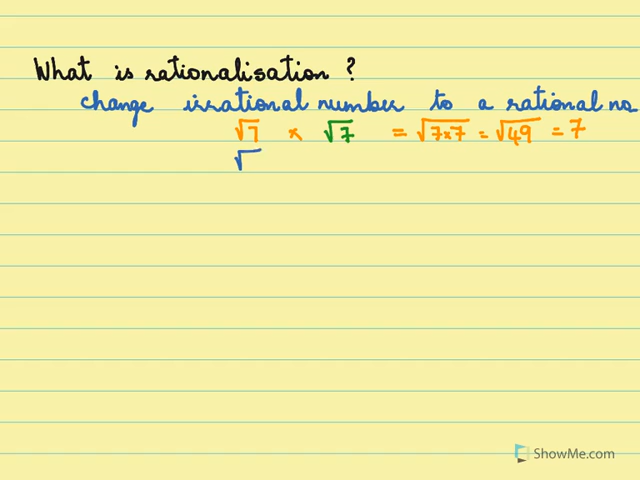 What is rationalisation ?
change irrational number to a rational no
√7 × √7 = √7×7 = √49 = 7
√
ShowMe.com